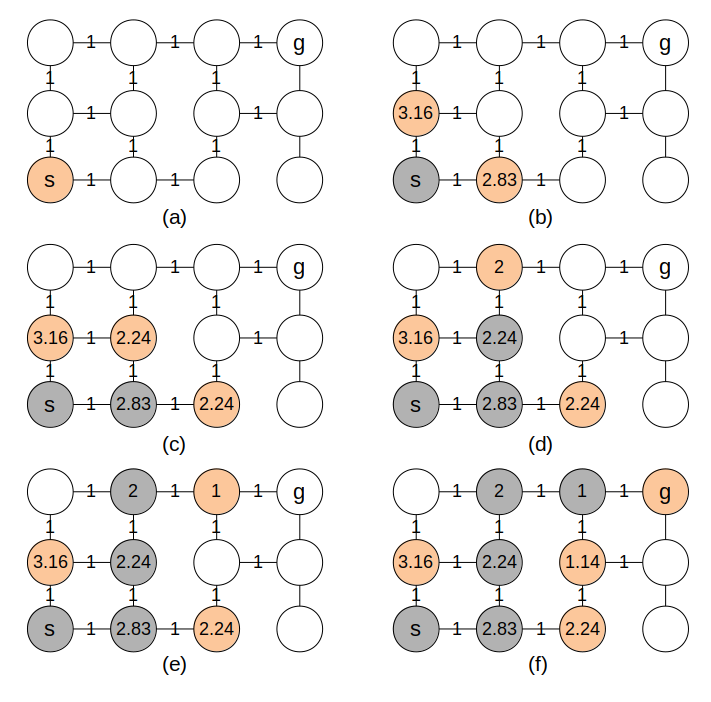 1 1 1 g
1 1 1
1 1
1 1 1
s 1 1
(a)
1 1 1 g
1 1 1
3.16 1 1
1 1 1
s 1 2.83 1
(b)
1 1 1 g
1 1 1
3.16 1 2.24 1
1 1 1
s 1 2.83 1 2.24
(c)
1 2 1 1 g
1 1 1
3.16 1 2.24 1
1 1 1
s 1 2.83 1 2.24
(d)
1 2 1 1 1 g
1 1 1
3.16 1 2.24 1
1 1 1
s 1 2.83 1 2.24
(e)
1 2 1 1 1 g
1 1 1
3.16 1 2.24 1.14 1
1 1 1
s 1 2.83 1 2.24
(f)